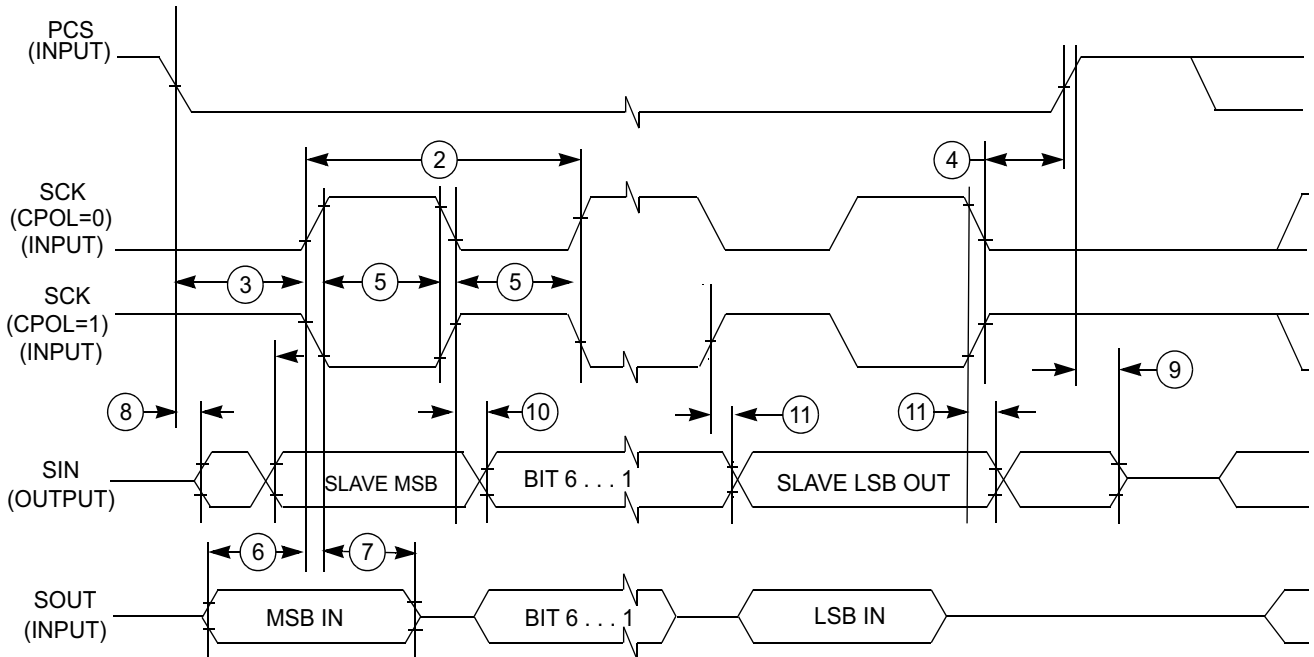 PCS
(INPUT)
2
4
SCK
(CPOL=0)
(INPUT)
3
5
5
SCK
(CPOL=1)
(INPUT)
9
8
10
11
11
SIN
(OUTPUT)
SLAVE MSB
BIT 6 . . . 1
SLAVE LSB OUT
6
7
SOUT
(INPUT)
MSB IN
BIT 6 . . . 1
LSB IN